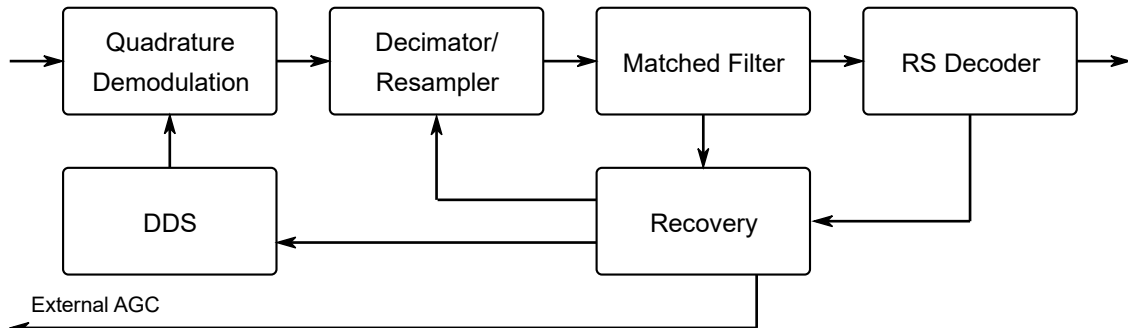 Quadrature
Demodulation
Decimator/
Resampler
Matched Filter
RS Decoder
DDS
Recovery
External AGC